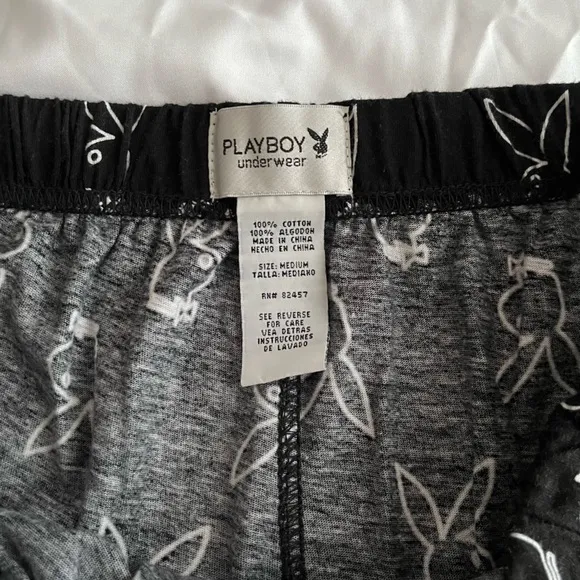 PLAYBOY
underwear
100% COTTON
100% ALGODON
MADE IN CHINA
HECHO EN CHINA
SIZE: MEDIUM
TALLA: MEDIANO
RN# 82457
SEE REVERSE
FOR CARE
VEA DETRAS
INSTRUCCIONES
DE LAVADO